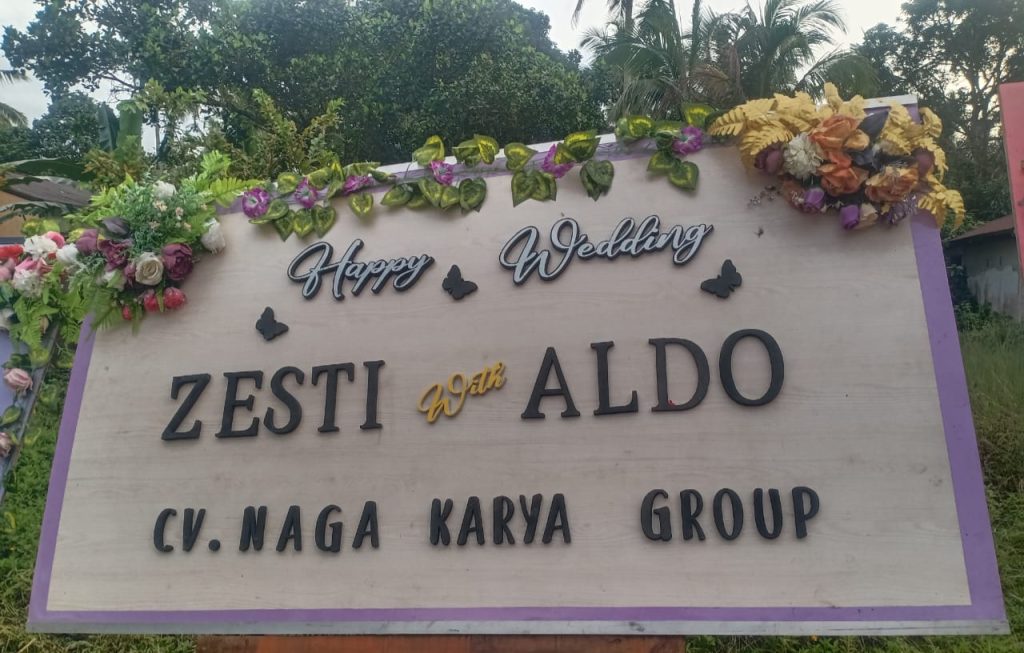 Happy Wedding
ZESTI With ALDO
CV. NAGA KARYA GROUP